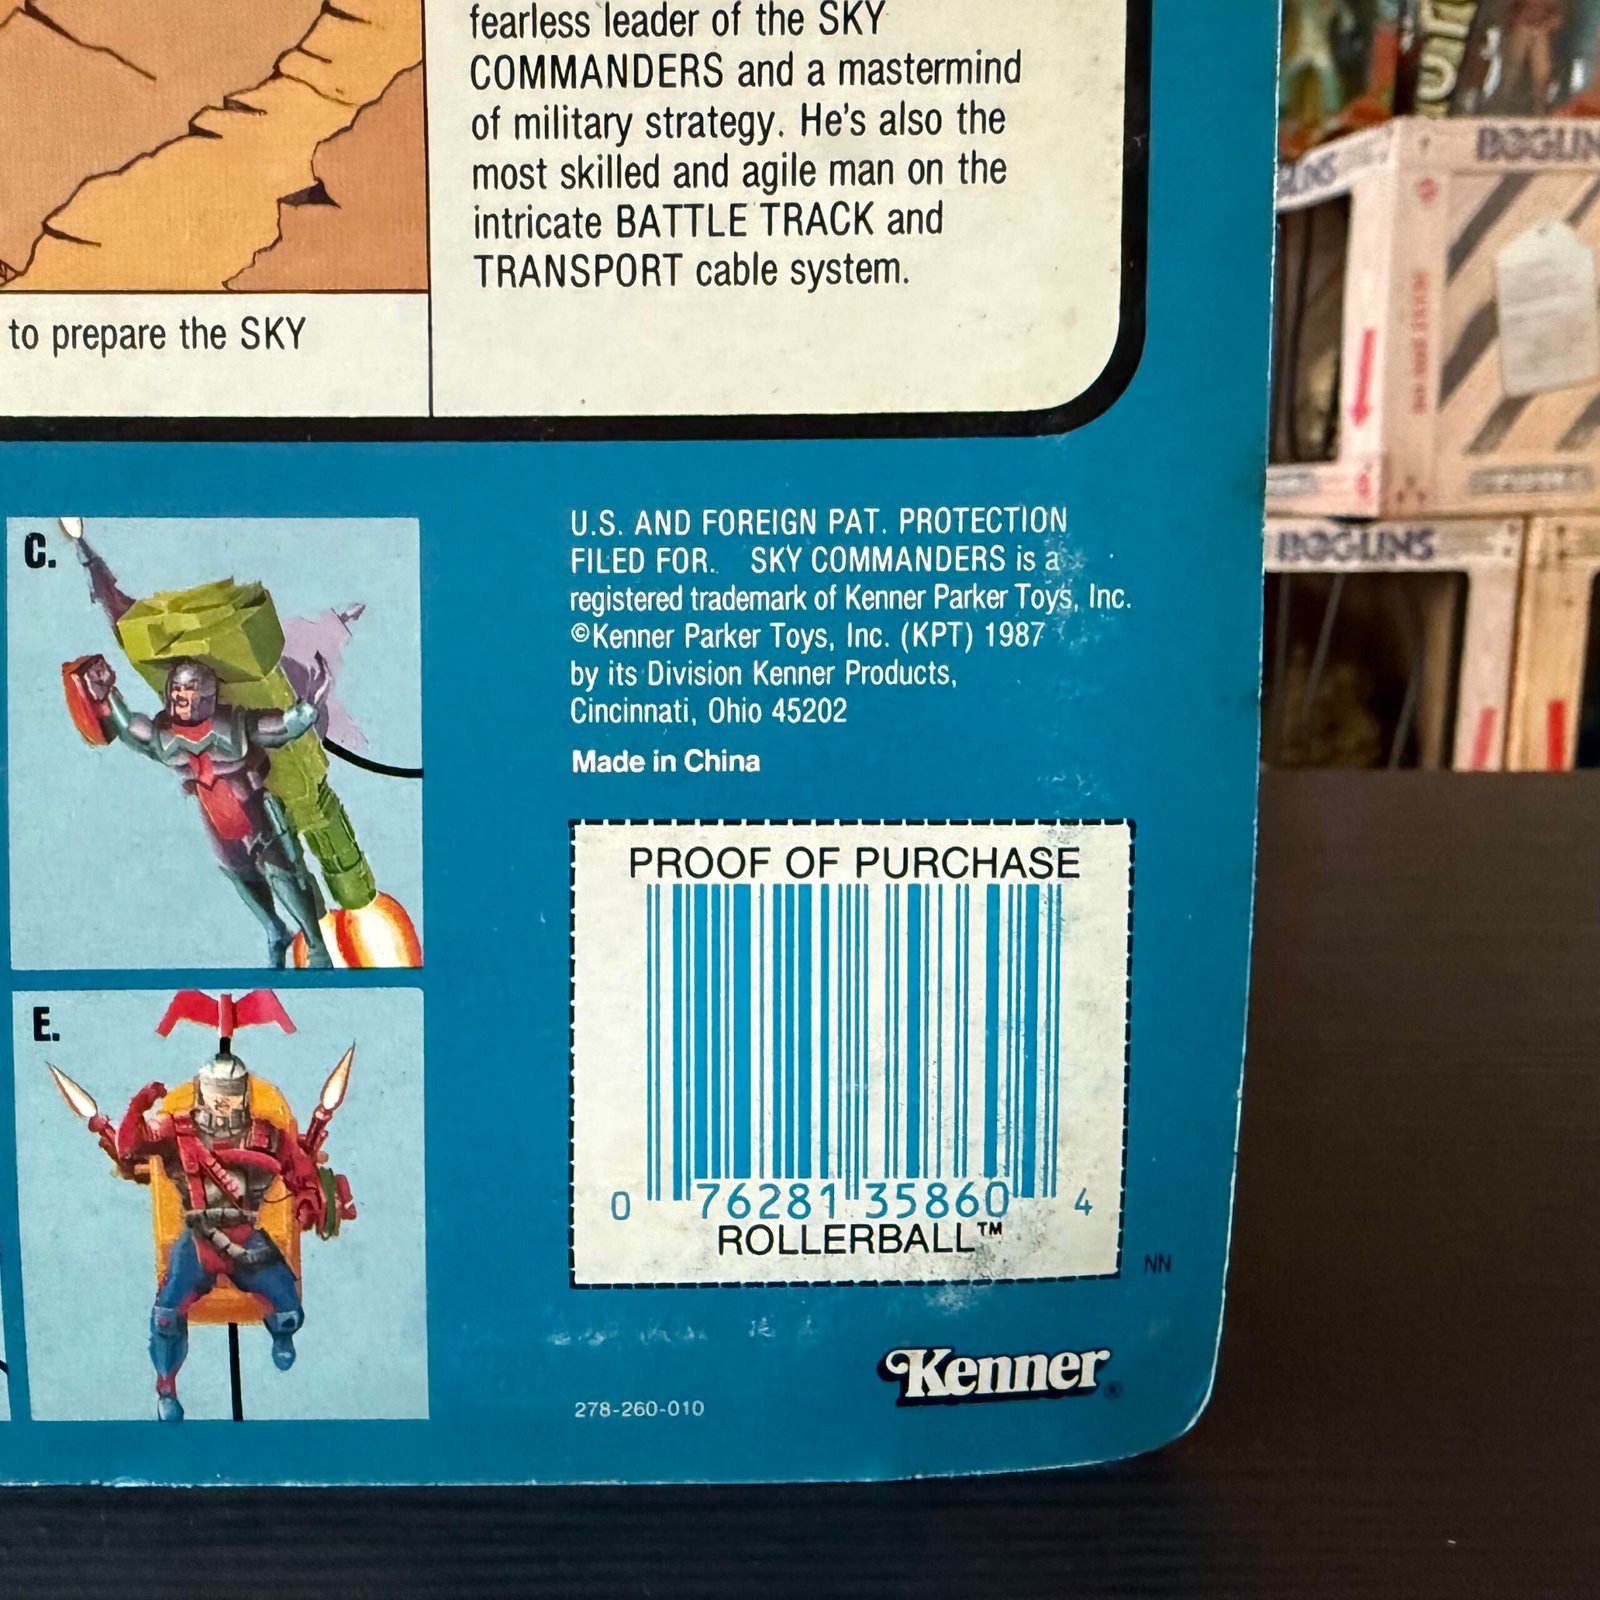 fearless leader of the SKY
COMMANDERS and a mastermind
of military strategy. He's also the
most skilled and agile man on the
intricate BATTLE TRACK and
TRANSPORT cable system.
to prepare the SKY
C.
U.S. AND FOREIGN PAT. PROTECTION
FILED FOR. SKY COMMANDERS is a
registered trademark of Kenner Parker Toys, Inc.
©Kenner Parker Toys, Inc. (KPT) 1987
by its Division Kenner Products,
Cincinnati, Ohio 45202
Made in China
PROOF OF PURCHASE
0 76281 35860 4
ROLLERBALL™
NN
E.
278-260-010
Kenner®
BOGLINS